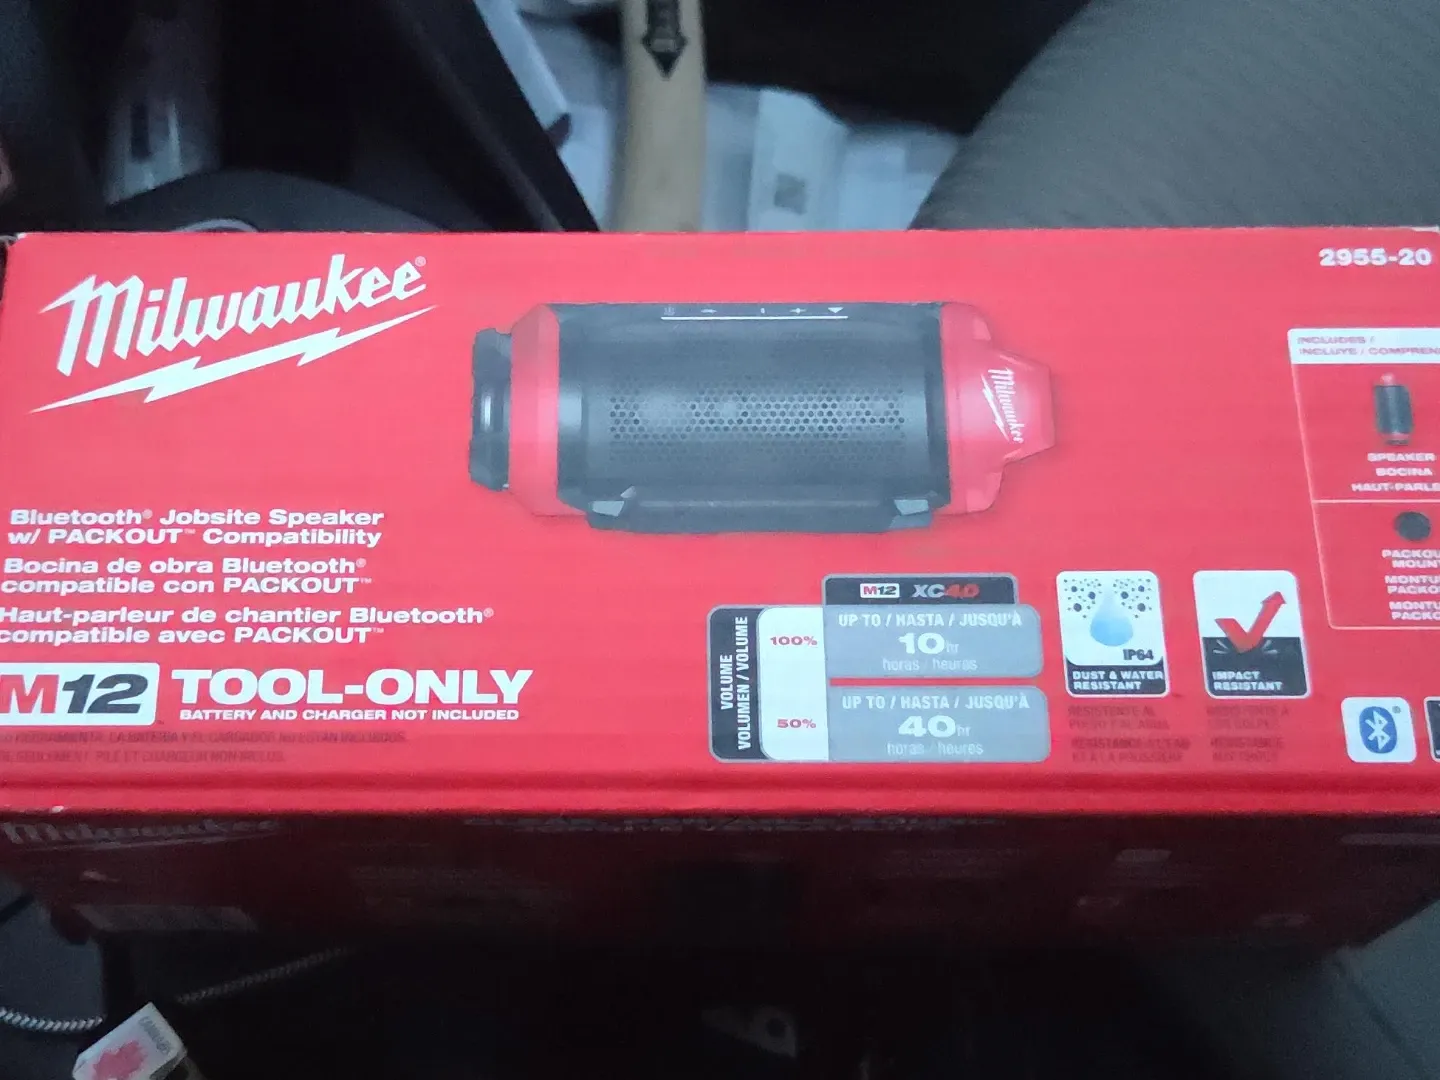 Milwaukee®
2955-20
INCLUDES /
INCLUYE / COMPREN
Milwaukee
SPEAKER
BOCINA
HAUT-PARLE
PACKOU
MOUN
MONTU
PACKO
MONTU
PACKO
Bluetooth® Jobsite Speaker
w/ PACKOUT™ Compatibility
Bocina de obra Bluetooth®
compatible con PACKOUT™
Haut-parleur de chantier Bluetooth®
compatible avec PACKOUT™
M12 TOOL-ONLY
BATTERY AND CHARGER NOT INCLUDED
M12 XC4.0
VOLUME
VOLUMEN / VOLUME
100%
UP TO / HASTA / JUSQU'À
10hr
horas / heures
50%
UP TO / HASTA / JUSQU'À
40hr
horas / heures
IP64
DUST & WATER
RESISTANT
IMPACT
RESISTANT
Milwaukee